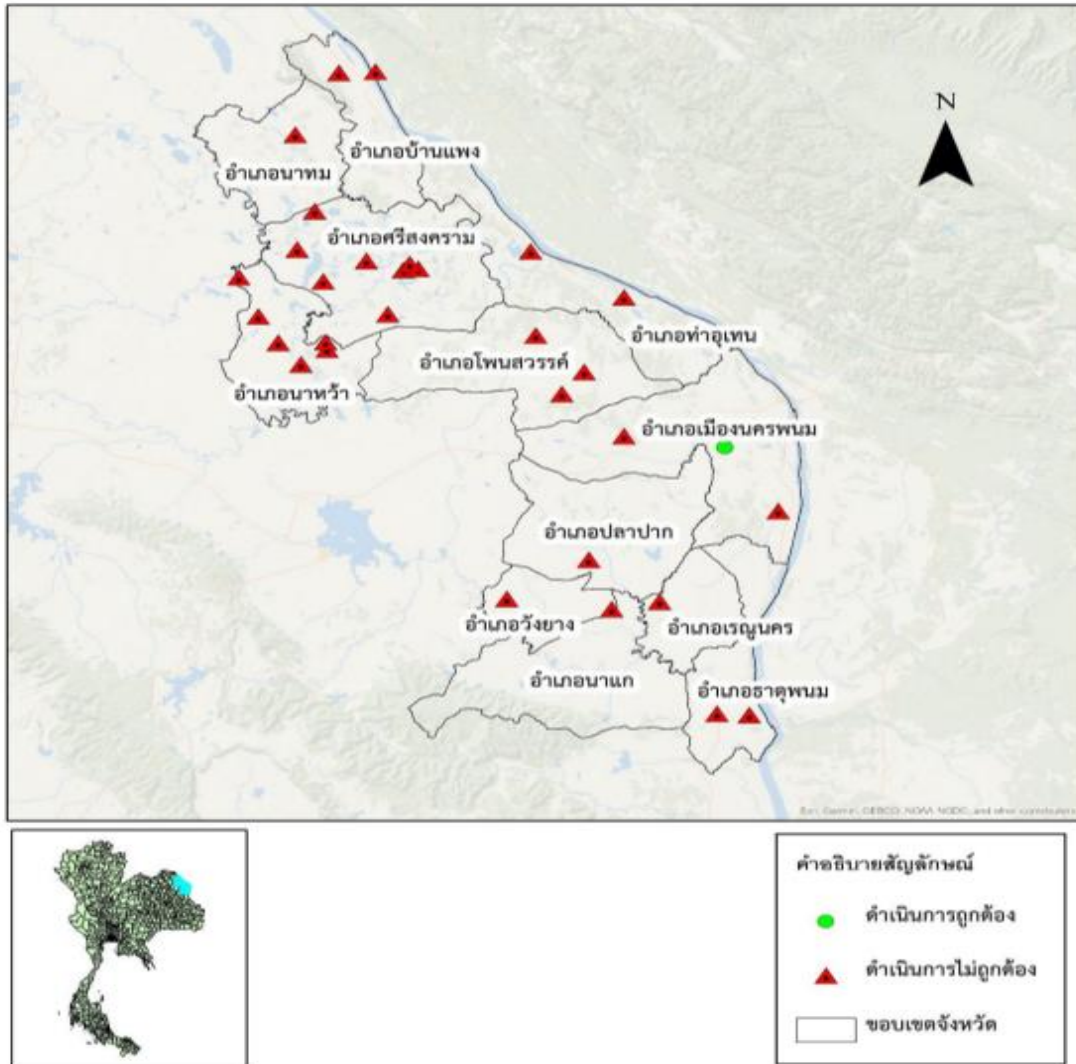 N
อำเภอบ้านแพง
อำเภอนาทม
อำเภอศรีสงคราม
อำเภอท่าอุเทน
อำเภอโพนสวรรค์
อำเภอนาหว้า
อำเภอเมืองนครพนม
อำเภอปลาปาก
อำเภอวังยาง
อำเภอเรณูนคร
อำเภอนาแก
อำเภอธาตุพนม
Esri, Garmin, GEBCO, NOAA NGDC, and other contributors
คำอธิบายสัญลักษณ์
ดำเนินการถูกต้อง
ดำเนินการไม่ถูกต้อง
ขอบเขตจังหวัด